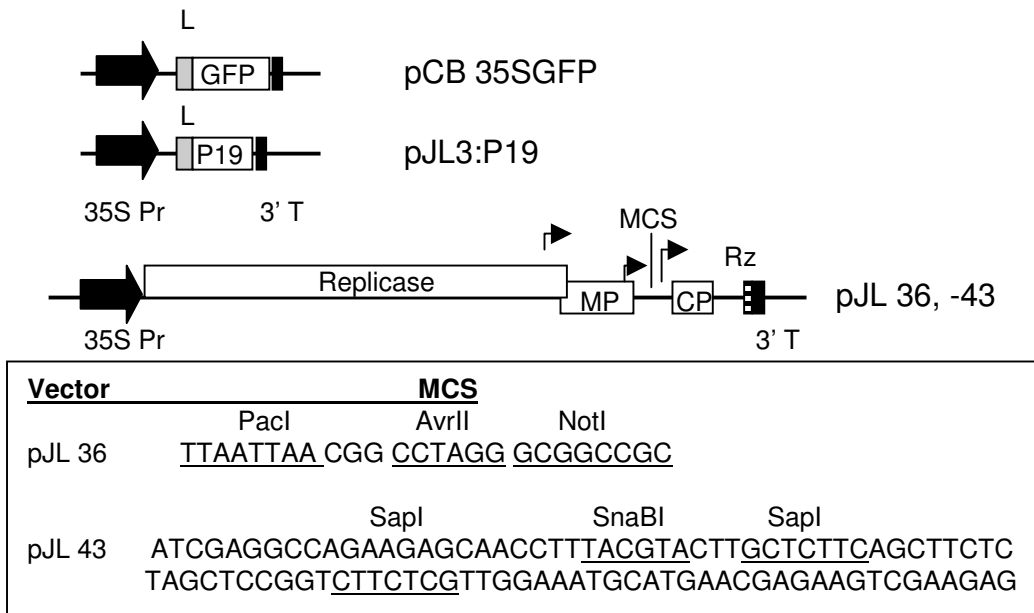 L
GFP pCB 35SGFP
L
P19 pJL3:P19
35S Pr 3' T
MCS
Replicase MP CP Rz pJL 36, -43
35S Pr 3' T
Vector MCS
PacI AvrII NotI
pJL 36 TTAATTAA CGG CCTAGG GCGGCCGC
SapI SnaBI SapI
pJL 43 ATCGAGGCCAGAAGAGCAACCTTTACGTACTTGCTCTTCAGCTTCTC
TAGCTCCGGTCTTCTCGTTGGAAATGCATGAACGAGAAGTCGAAGAG